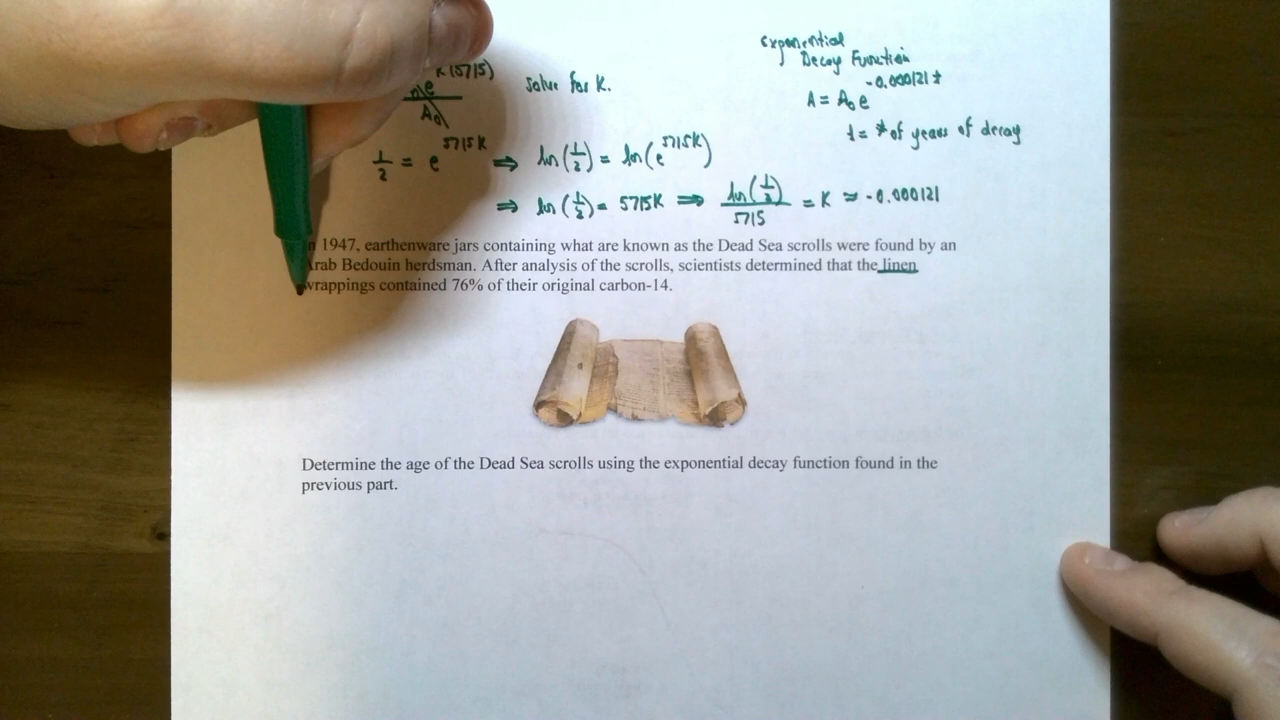 exponential
Decay Function
e^K(5715) solve for K.
A₀
A = A₀e^-0.000121t
t = # of years of decay
1/2 = e^5715K ⇒ ln(1/2) = ln(e^5715K)
⇒ ln(1/2) = 5715K ⇒ ln(1/2)/5715 = K ≈ -0.000121
1947, earthenware jars containing what are known as the Dead Sea scrolls were found by an
Arab Bedouin herdsman. After analysis of the scrolls, scientists determined that the linen
wrappings contained 76% of their original carbon-14.
Determine the age of the Dead Sea scrolls using the exponential decay function found in the
previous part.